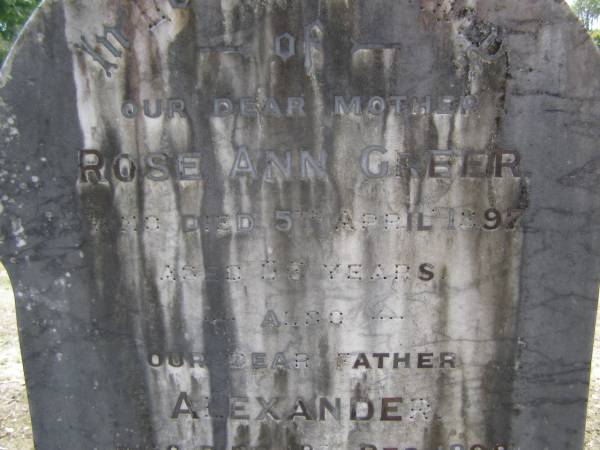 In
— of —
OUR DEAR MOTHER
ROSE ANN GREER.
WHO DIED 5TH APRIL 1897
AGED YEARS
— ALSO —
OUR DEAR FATHER
ALEXANDER.